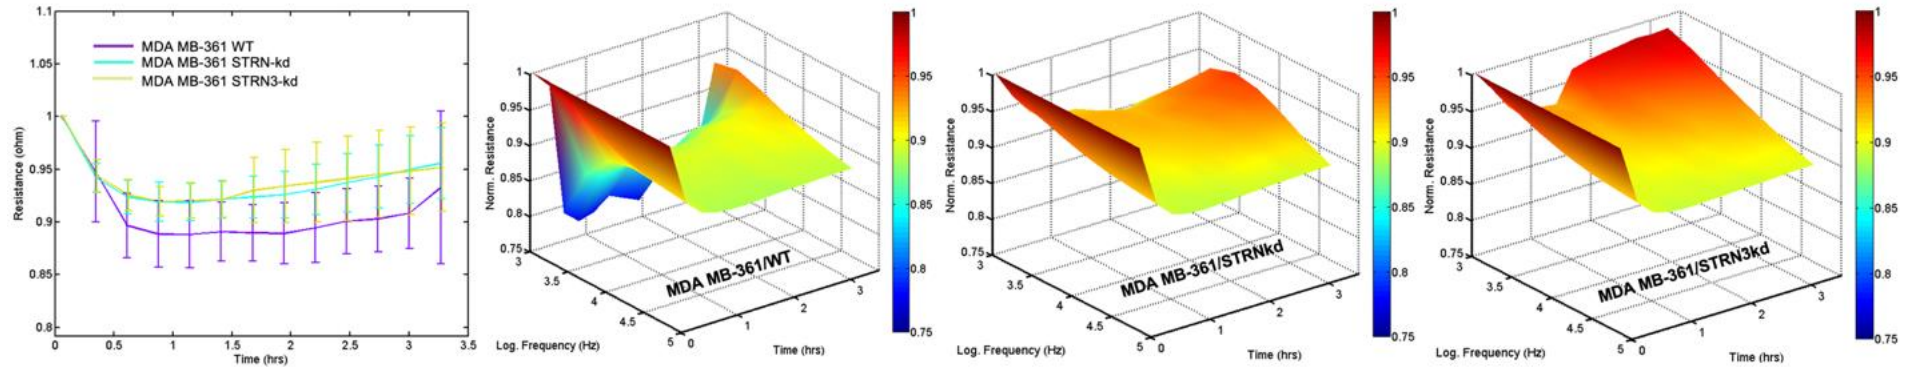 1.1
1.05
1
0.95
0.9
0.85
0.8
Resistance (ohm)
0 0.5 1 1.5 2 2.5 3 3.5
Time (hrs)
MDA MB-361 WT
MDA MB-361 STRN-kd
MDA MB-361 STRN3-kd
1
0.95
0.9
0.85
0.8
0.75
Norm. Resistance
3 3.5 4 4.5 5
Log. Frequency (Hz)
0 1 2 3
Time (hrs)
MDA MB-361/WT
1
0.95
0.9
0.85
0.8
0.75
1
0.95
0.9
0.85
0.8
0.75
Norm. Resistance
3 3.5 4 4.5 5
Log. Frequency (Hz)
0 1 2 3
Time (hrs)
MDA MB-361/STRNkd
1
0.95
0.9
0.85
0.8
0.75
1
0.95
0.9
0.85
0.8
0.75
Norm. Resistance
3 3.5 4 4.5 5
Log. Frequency (Hz)
0 1 2 3
Time (hrs)
MDA MB-361/STRN3kd
1
0.95
0.9
0.85
0.8
0.75